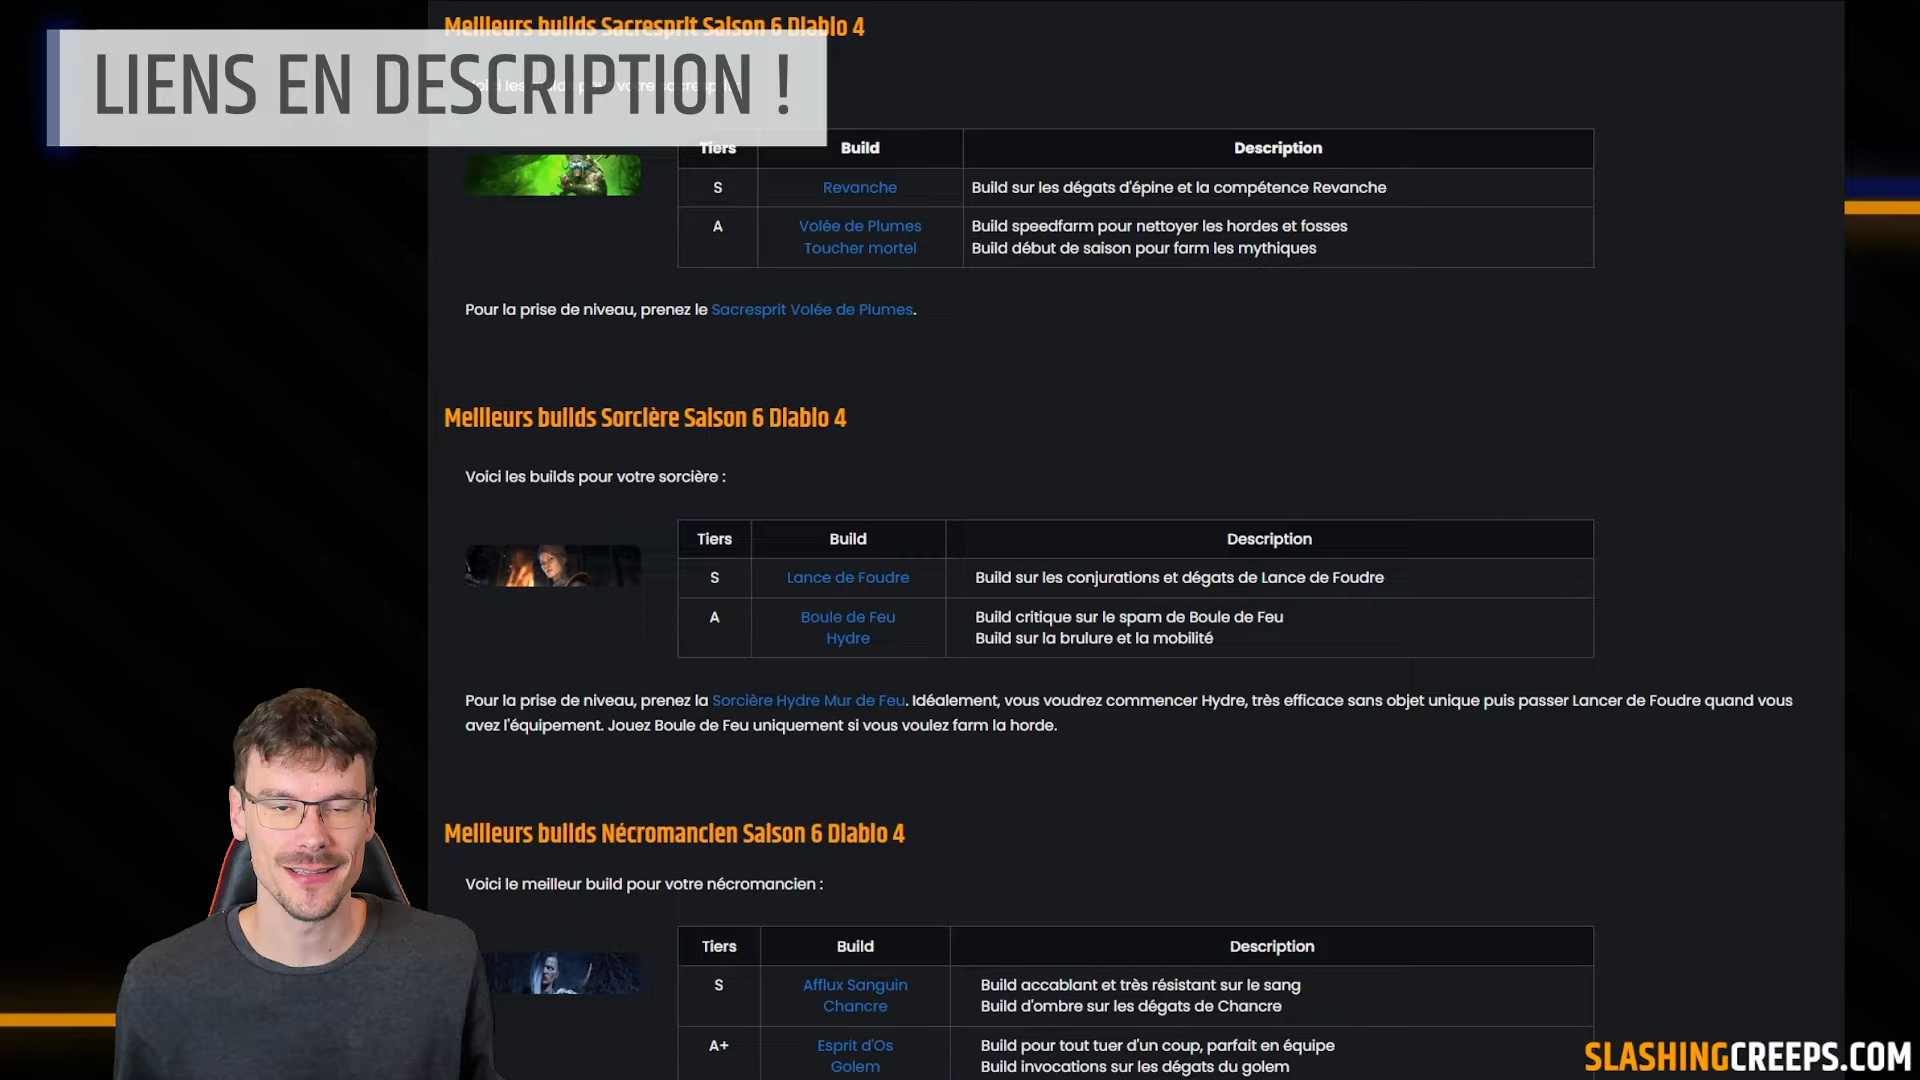 Meilleurs builds Sacresprit Saison 6 Diablo 4
LIENS EN DESCRIPTION !
Tiers Build Description
S Revanche Build sur les dégats d'épine et la compétence Revanche
A Volée de Plumes Build speedfarm pour nettoyer les hordes et fosses
Toucher mortel Build début de saison pour farm les mythiques
Pour la prise de niveau, prenez le Sacresprit Volée de Plumes.
Meilleurs builds Sorcière Saison 6 Diablo 4
Voici les builds pour votre sorcière :
Tiers Build Description
S Lance de Foudre Build sur les conjurations et dégats de Lance de Foudre
A Boule de Feu Build critique sur le spam de Boule de Feu
Hydre Build sur la brulure et la mobilité
Pour la prise de niveau, prenez la Sorcière Hydre Mur de Feu. Idéalement, vous voudrez commencer Hydre, très efficace sans objet unique puis passer Lancer de Foudre quand vous
avez l'équipement. Jouez Boule de Feu uniquement si vous voulez farm la horde.
Meilleurs builds Nécromancien Saison 6 Diablo 4
Voici le meilleur build pour votre nécromancien :
Tiers Build Description
S Afflux Sanguin Build accablant et très résistant sur le sang
Chancre Build d'ombre sur les dégats de Chancre
A+ Esprit d'Os Build pour tout tuer d'un coup, parfait en équipe
Golem Build invocations sur les dégats du golem
SLASHINGCREEPS.COM